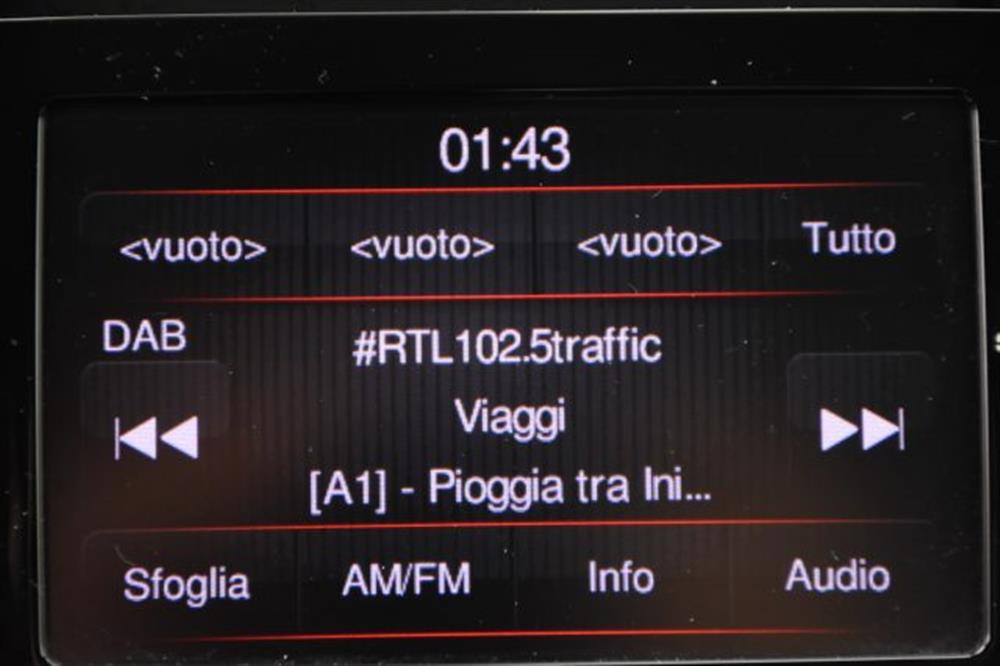 01:43
<vuoto> <vuoto> <vuoto> Tutto
DAB
#RTL102.5traffic
Viaggi
[A1] - Pioggia tra Ini...
Sfoglia AM/FM Info Audio